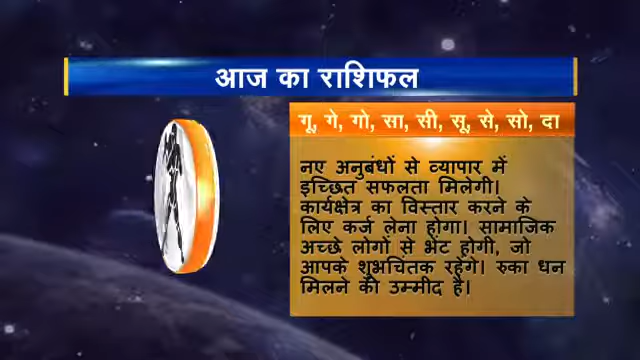 आज का राशिफल
गू, गे, गो, सा, सी, सू, से, सो, दा
नए अनुबंधों से व्यापार में
इच्छित सफलता मिलेगी।
कार्यक्षेत्र का विस्तार करने के
लिए कर्ज लेना होगा। सामाजिक
अच्छे लोगों से भेंट होगी, जो
आपके शुभचिंतक रहेंगे। रुका धन
मिलने की उम्मीद है।